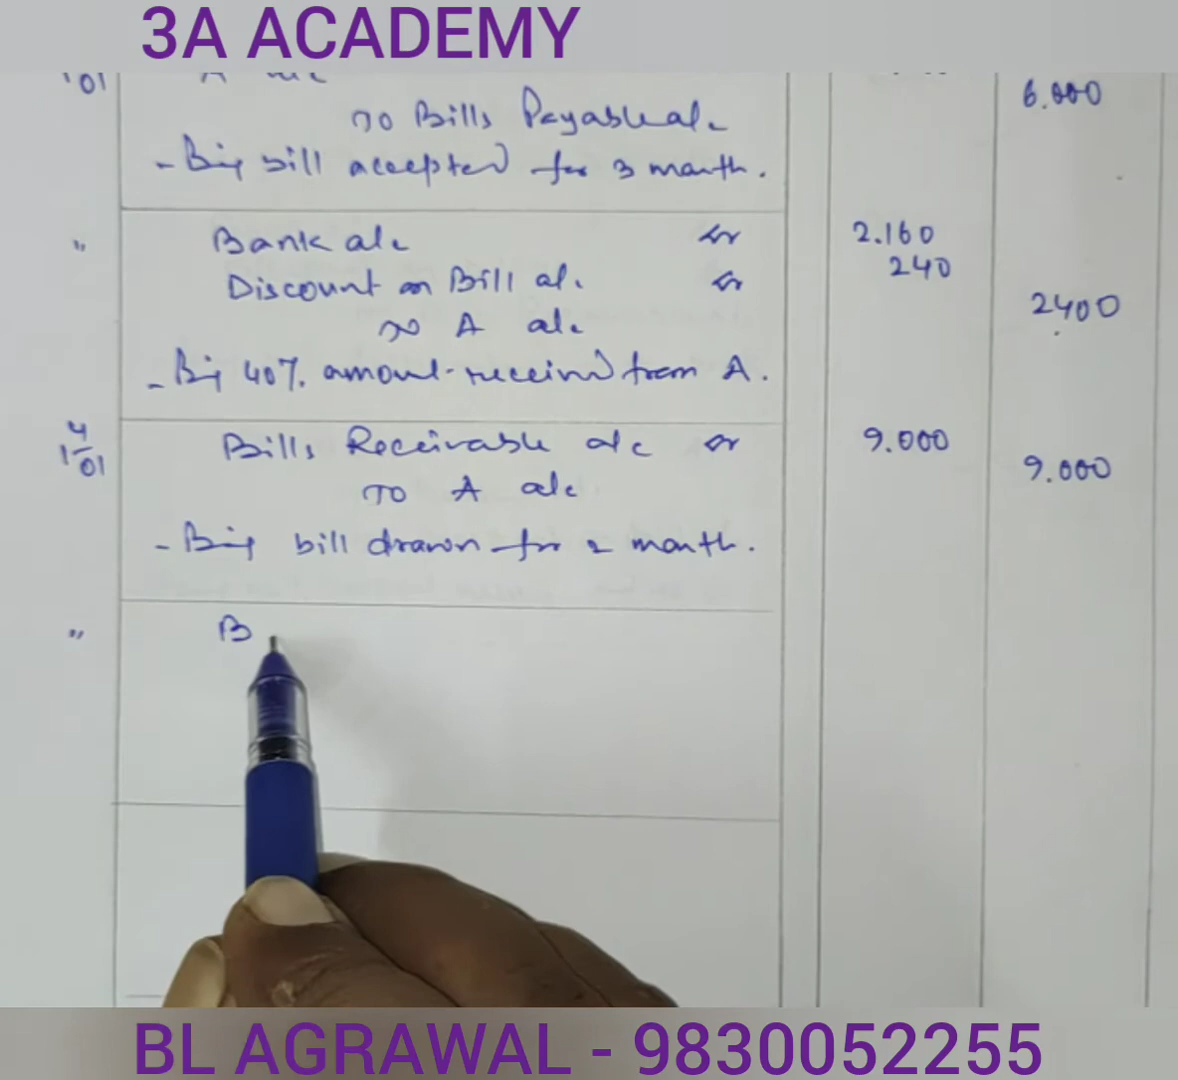 3A ACADEMY
'01 A a/c
6.000
To Bills Payable a/c
- Being bill accepted for 3 month.
" Bank a/c Dr 2.160
Discount on Bill a/c Dr 240
To A a/c 2400
- Being 40% amount received from A.
4/1/01 Bills Receivable a/c Dr 9.000
To A a/c 9.000
- Being bill drawn for 2 month.
" B
BL AGRAWAL - 9830052255